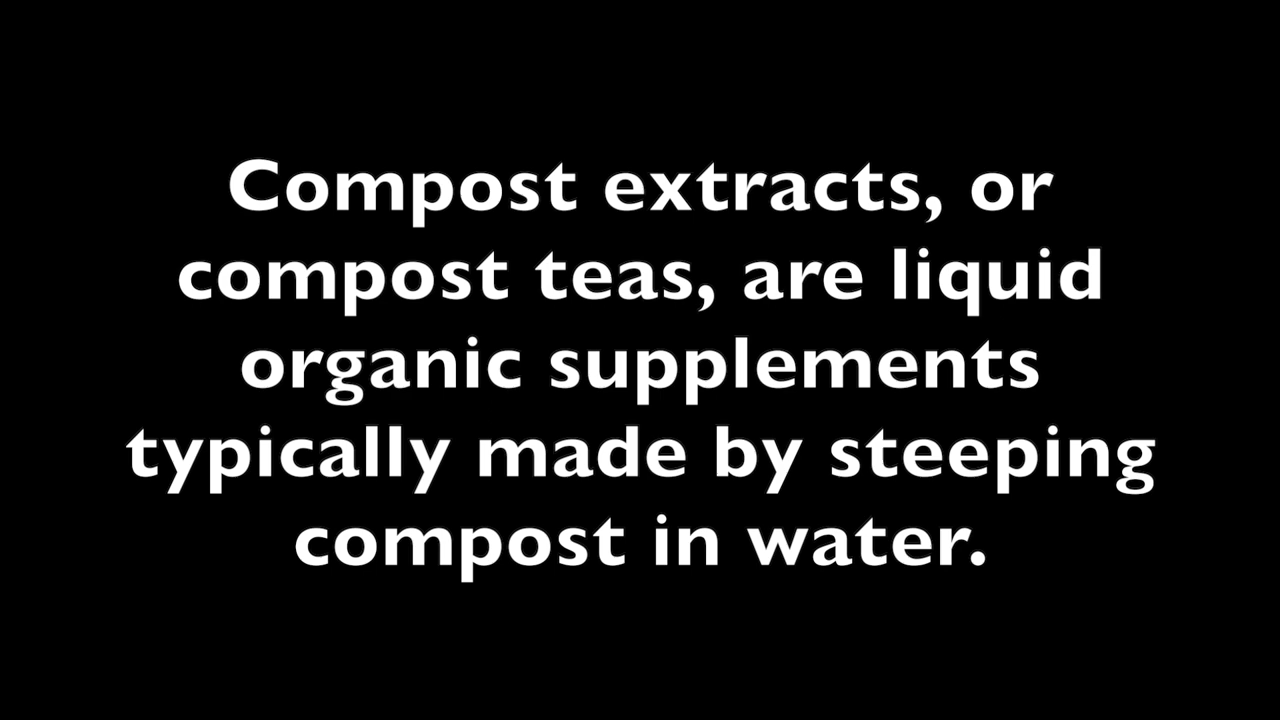 Compost extracts, or
compost teas, are liquid
organic supplements
typically made by steeping
compost in water.